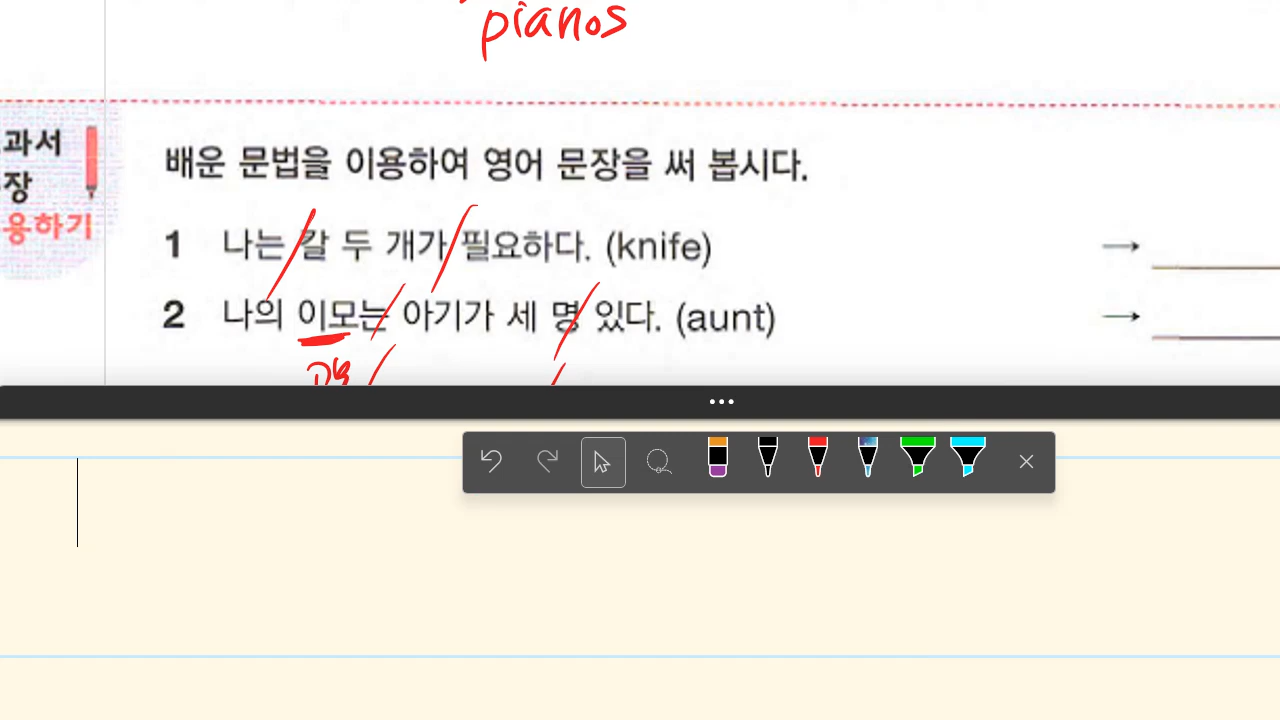 pianos
과서
장
용하기
배운 문법을 이용하여 영어 문장을 써 봅시다.
1 나는 칼 두 개가 필요하다. (knife) →
2 나의 이모는 아기가 세 명 있다. (aunt) →